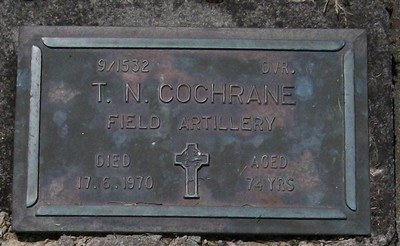 9/1532 DVR.
T. N. COCHRANE
FIELD ARTILLERY
DIED AGED
17.6.1970 74 YRS